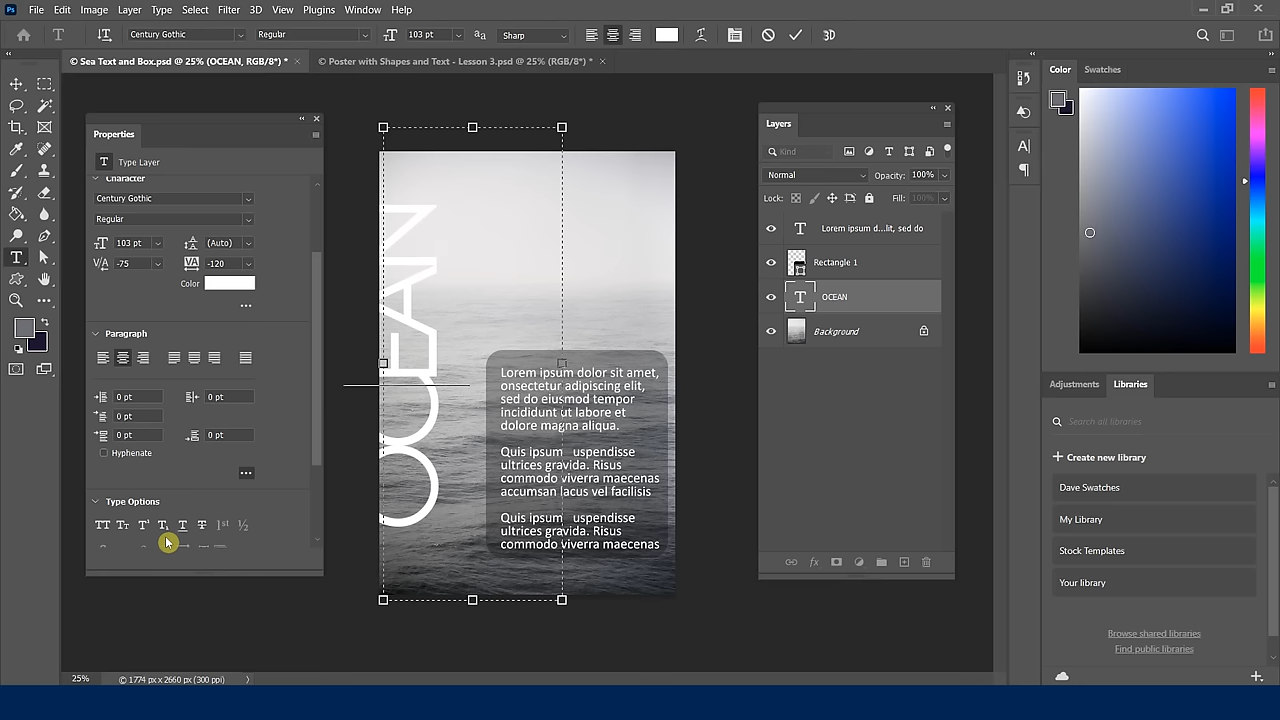 Ps File Edit Image Layer Type Select Filter 3D View Plugins Window Help
T Century Gothic Regular 103 pt Sharp 3D
© Sea Text and Box.psd @ 25% (OCEAN, RGB/8*) * × © Poster with Shapes and Text - Lesson 3.psd @ 25% (RGB/8*) * ×
Properties
T Type Layer
Character
Century Gothic
Regular
103 pt (Auto)
-75 -120
Color
Paragraph
0 pt 0 pt
0 pt
0 pt 0 pt
Hyphenate
Type Options
OCEAN
Lorem ipsum dolor sit amet,
onsectetur adipiscing elit,
sed do eiusmod tempor
incididunt ut labore et
dolore magna aliqua.
Quis ipsum uspendisse
ultrices gravida. Risus
commodo viverra maecenas
accumsan lacus vel facilisis
Quis ipsum uspendisse
ultrices gravida. Risus
commodo viverra maecenas
Layers
Kind
Normal Opacity: 100%
Lock: Fill: 100%
Lorem ipsum d...lit, sed do
Rectangle 1
OCEAN
Background
fx
Color Swatches
Adjustments Libraries
Search all libraries
+ Create new library
Dave Swatches
My Library
Stock Templates
Your library
Browse shared libraries
Find public libraries
25% © 1774 px x 2660 px (300 ppi)